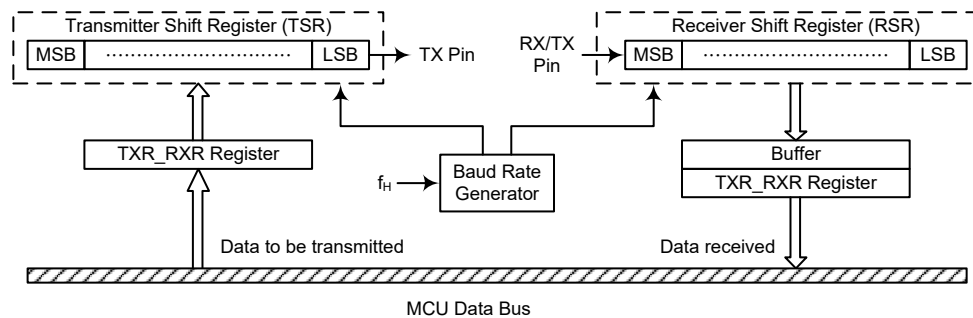 Transmitter Shift Register (TSR)
MSB ........................... LSB
TX Pin
RX/TX
Pin
Receiver Shift Register (RSR)
MSB ........................... LSB
TXR_RXR Register
fH
Baud Rate
Generator
Buffer
TXR_RXR Register
Data to be transmitted
Data received
MCU Data Bus